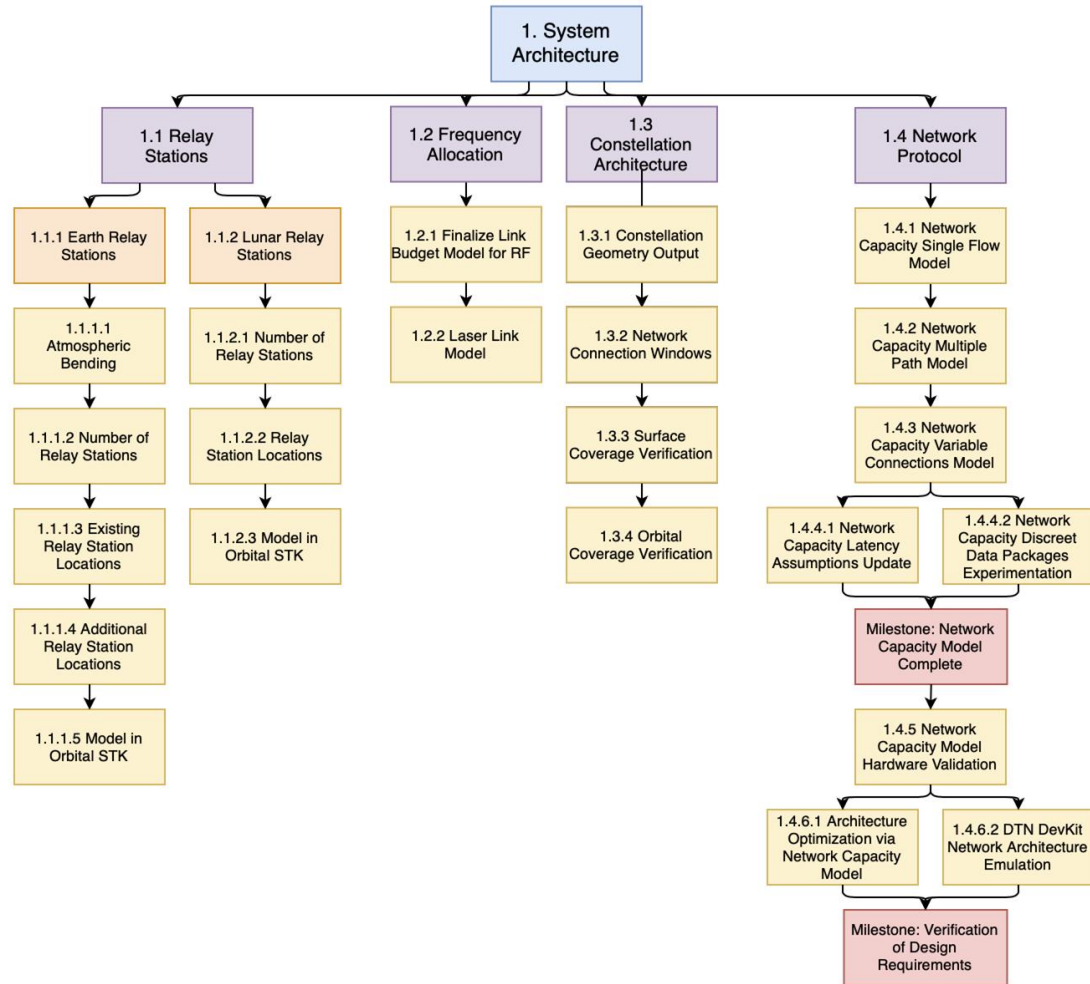 1. System
Architecture
1.1 Relay
Stations
1.2 Frequency
Allocation
1.3
Constellation
Architecture
1.4 Network
Protocol
1.1.1 Earth Relay
Stations
1.1.2 Lunar Relay
Stations
1.2.1 Finalize Link
Budget Model for RF
1.3.1 Constellation
Geometry Output
1.4.1 Network
Capacity Single Flow
Model
1.1.1.1
Atmospheric
Bending
1.1.2.1 Number of
Relay Stations
1.2.2 Laser Link
Model
1.3.2 Network
Connection Windows
1.4.2 Network
Capacity Multiple
Path Model
1.1.1.2 Number of
Relay Stations
1.1.2.2 Relay
Station Locations
1.3.3 Surface
Coverage Verification
1.4.3 Network
Capacity Variable
Connections Model
1.1.1.3 Existing
Relay Station
Locations
1.1.2.3 Model in
Orbital STK
1.3.4 Orbital
Coverage Verification
1.4.4.1 Network
Capacity Latency
Assumptions Update
1.4.4.2 Network
Capacity Discreet
Data Packages
Experimentation
1.1.1.4 Additional
Relay Station
Locations
Milestone: Network
Capacity Model
Complete
1.1.1.5 Model in
Orbital STK
1.4.5 Network
Capacity Model
Hardware Validation
1.4.6.1 Architecture
Optimization via
Network Capacity
Model
1.4.6.2 DTN DevKit
Network Architecture
Emulation
Milestone: Verification
of Design
Requirements